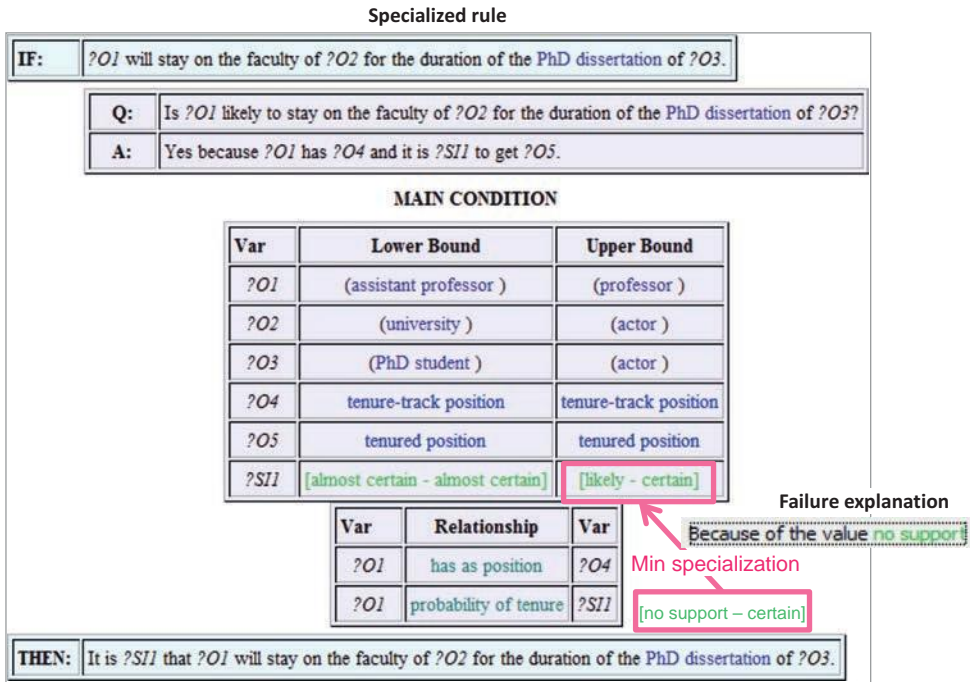 Specialized rule
IF: ?O1 will stay on the faculty of ?O2 for the duration of the PhD dissertation of ?O3.
Q: Is ?O1 likely to stay on the faculty of ?O2 for the duration of the PhD dissertation of ?O3?
A: Yes because ?O1 has ?O4 and it is ?SI1 to get ?O5.
MAIN CONDITION
Var Lower Bound Upper Bound
?O1 (assistant professor ) (professor )
?O2 (university ) (actor )
?O3 (PhD student ) (actor )
?O4 tenure-track position tenure-track position
?O5 tenured position tenured position
?SI1 [almost certain - almost certain] [likely - certain]
Failure explanation
Because of the value no support
Var Relationship Var
?O1 has as position ?O4
Min specialization
?O1 probability of tenure ?SI1
[no support – certain]
THEN: It is ?SI1 that ?O1 will stay on the faculty of ?O2 for the duration of the PhD dissertation of ?O3.